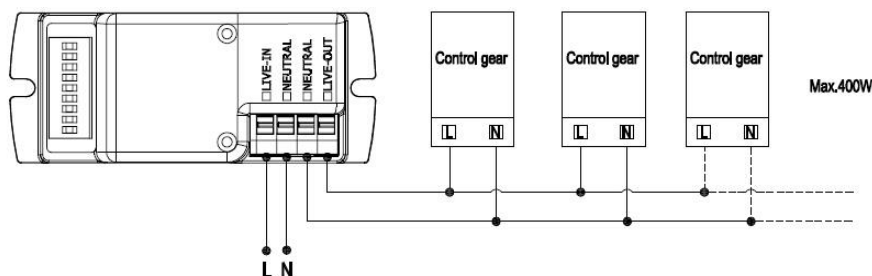 LIVE-IN
NEUTRAL
NEUTRAL
LIVE-OUT
Control gear
L N
Control gear
L N
Control gear
L N
Max.400W
L N